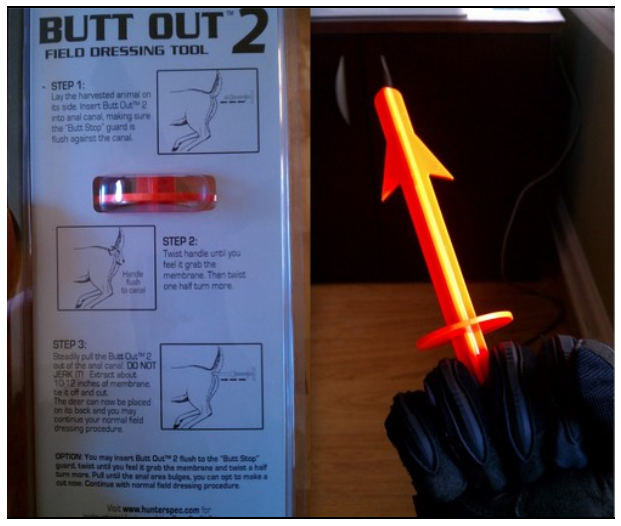 BUTT OUT™ 2
FIELD DRESSING TOOL
• STEP 1:
Lay the harvested animal on
its side. Insert Butt Out™ 2
into anal canal, making sure
the "Butt Stop" guard is
flush against the canal.
Handle
flush
to canal
STEP 2:
Twist handle until you
feel it grab the
membrane. Then twist
one half turn more.
STEP 3:
Steadily pull the Butt Out™ 2
out of the anal canal. DO NOT
JERK IT! Extract about
10-12 inches of membrane,
tie it off and cut.
The deer can now be placed
on its back and you may
continue your normal field
dressing procedure.
OPTION: You may insert Butt Out™ 2 flush to the "Butt Stop"
guard, twist until you feel it grab the membrane and twist a half
turn more. Pull until the anal area bulges, you can opt to make a
cut now. Continue with normal field dressing procedure.
Visit www.hunterspec.com for